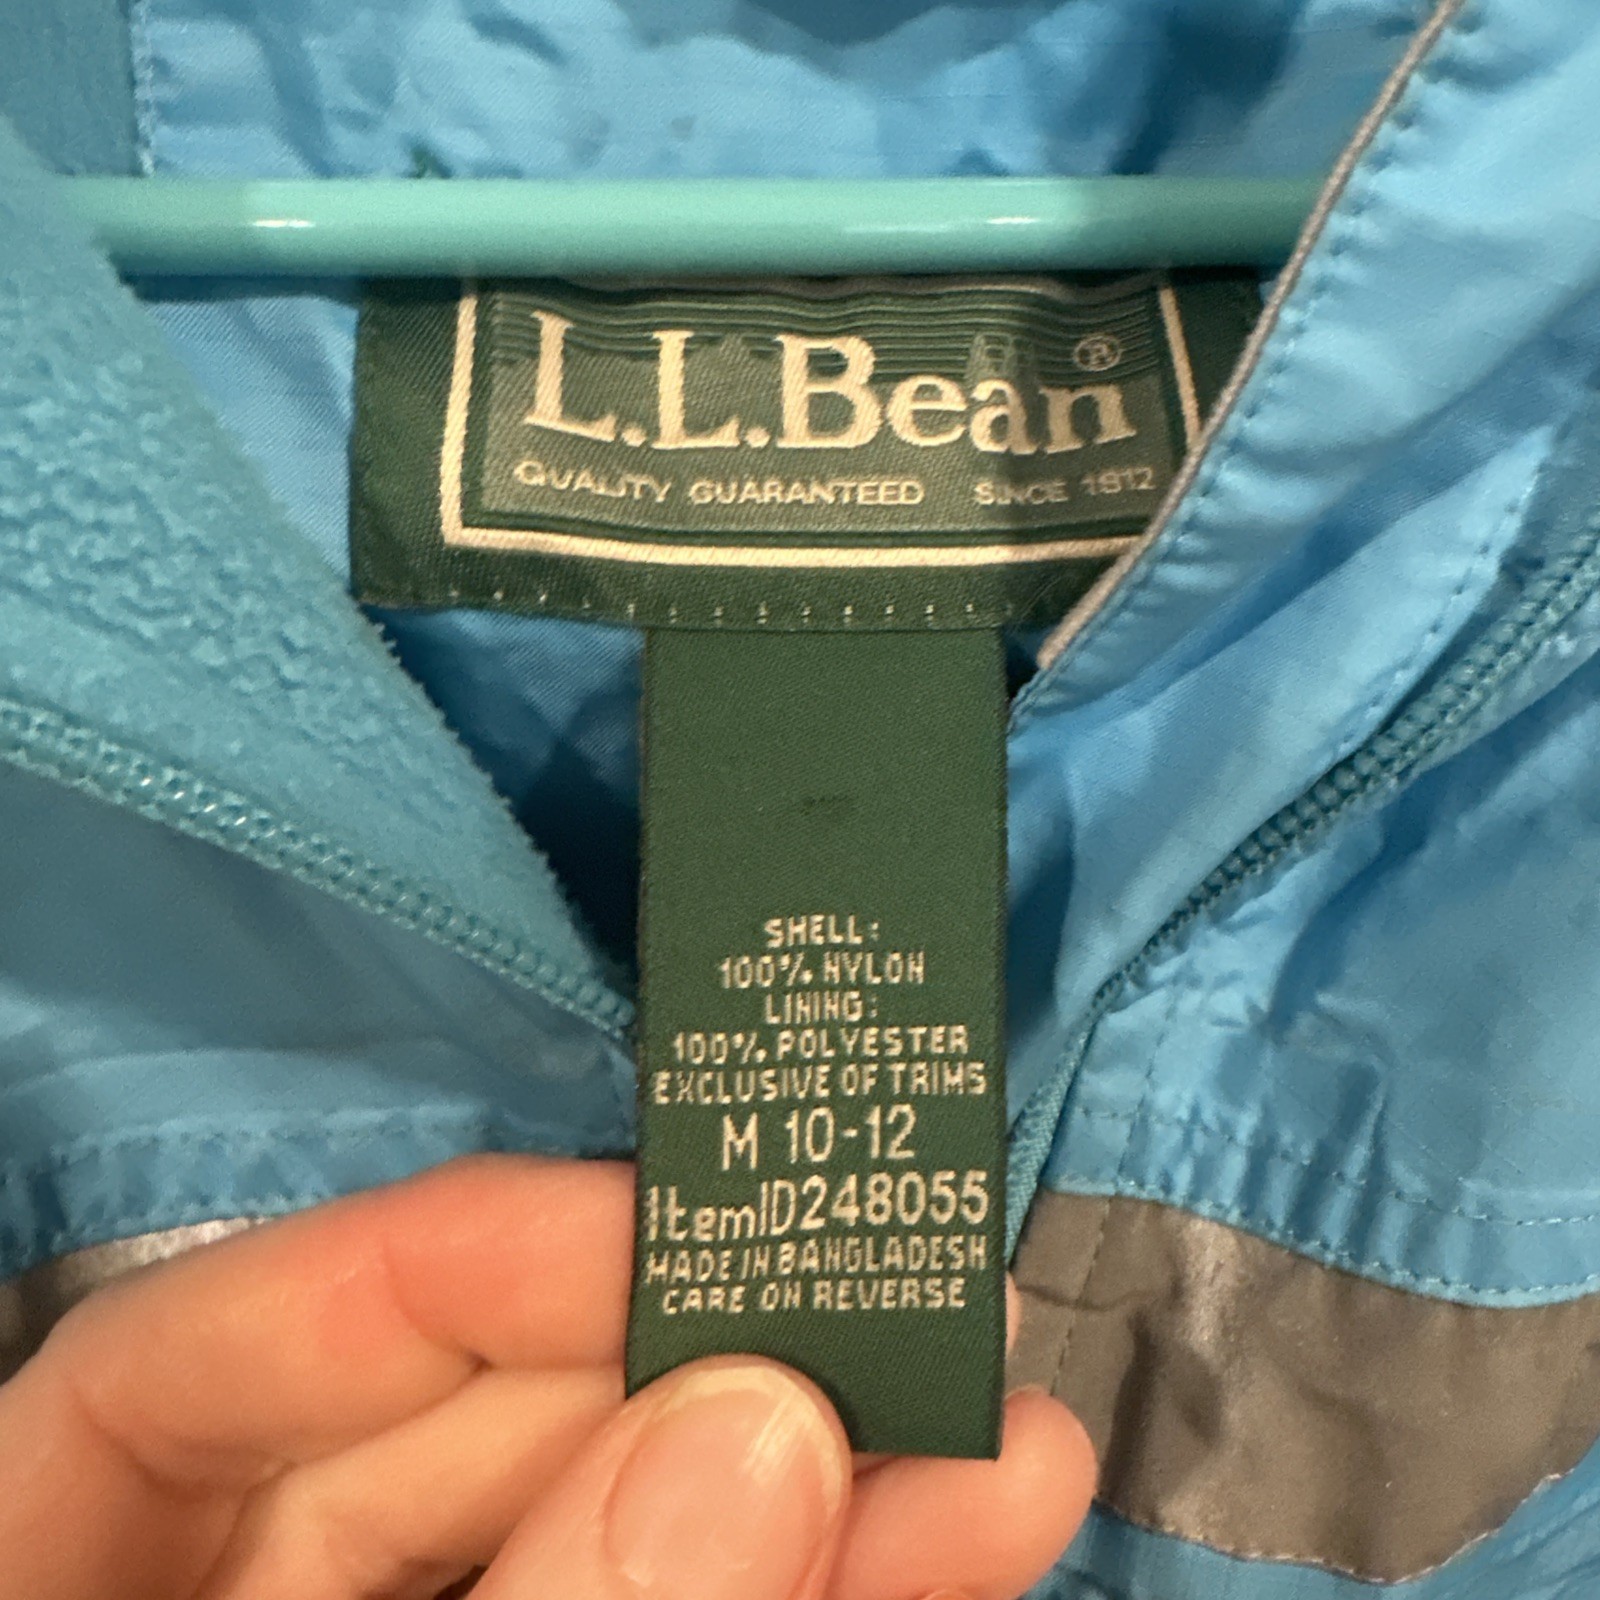 L.L.Bean®
QUALITY GUARANTEED SINCE 1912
SHELL:
100% NYLON
LINING:
100% POLYESTER
EXCLUSIVE OF TRIMS
M 10-12
ItemID248055
MADE IN BANGLADESH
CARE ON REVERSE